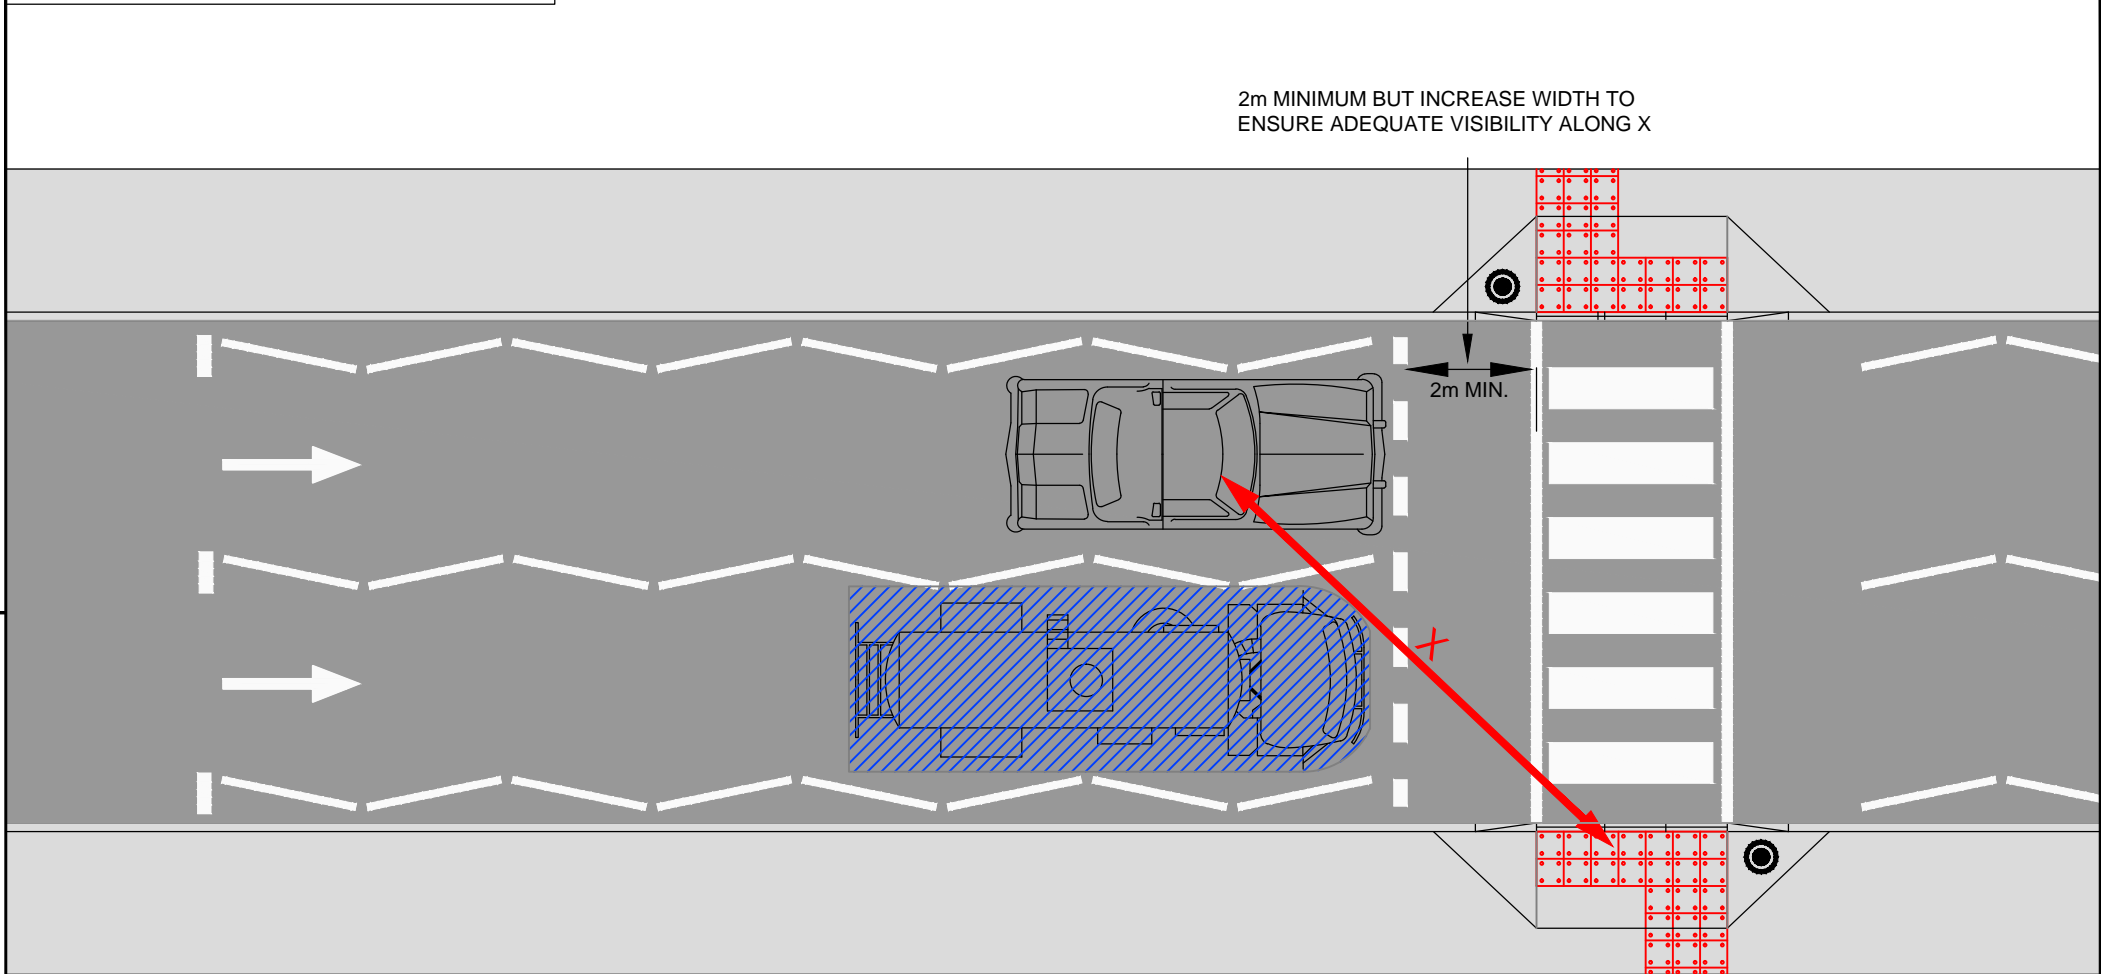 2m MINIMUM BUT INCREASE WIDTH TO
ENSURE ADEQUATE VISIBILITY ALONG X
2m MIN.
X